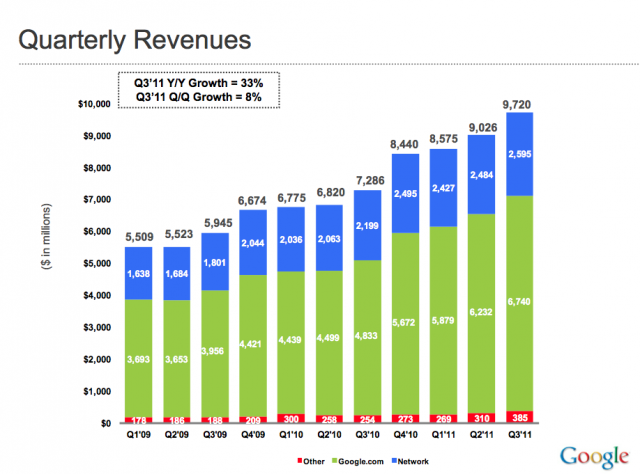 Quarterly Revenues
Q3'11 Y/Y Growth = 33%
Q3'11 Q/Q Growth = 8%
($ in millions)
$10,000
$9,000
$8,000
$7,000
$6,000
$5,000
$4,000
$3,000
$2,000
$1,000
$0
5,509 5,523 5,945 6,674 6,775 6,820 7,286 8,440 8,575 9,026 9,720
1,638 1,684 1,801 2,044 2,036 2,063 2,199 2,495 2,427 2,484 2,595
3,693 3,653 3,956 4,421 4,439 4,499 4,833 5,672 5,879 6,232 6,740
178 186 188 209 300 258 254 273 269 310 385
Q1'09 Q2'09 Q3'09 Q4'09 Q1'10 Q2'10 Q3'10 Q4'10 Q1'11 Q2'11 Q3'11
Other Google.com Network
Google